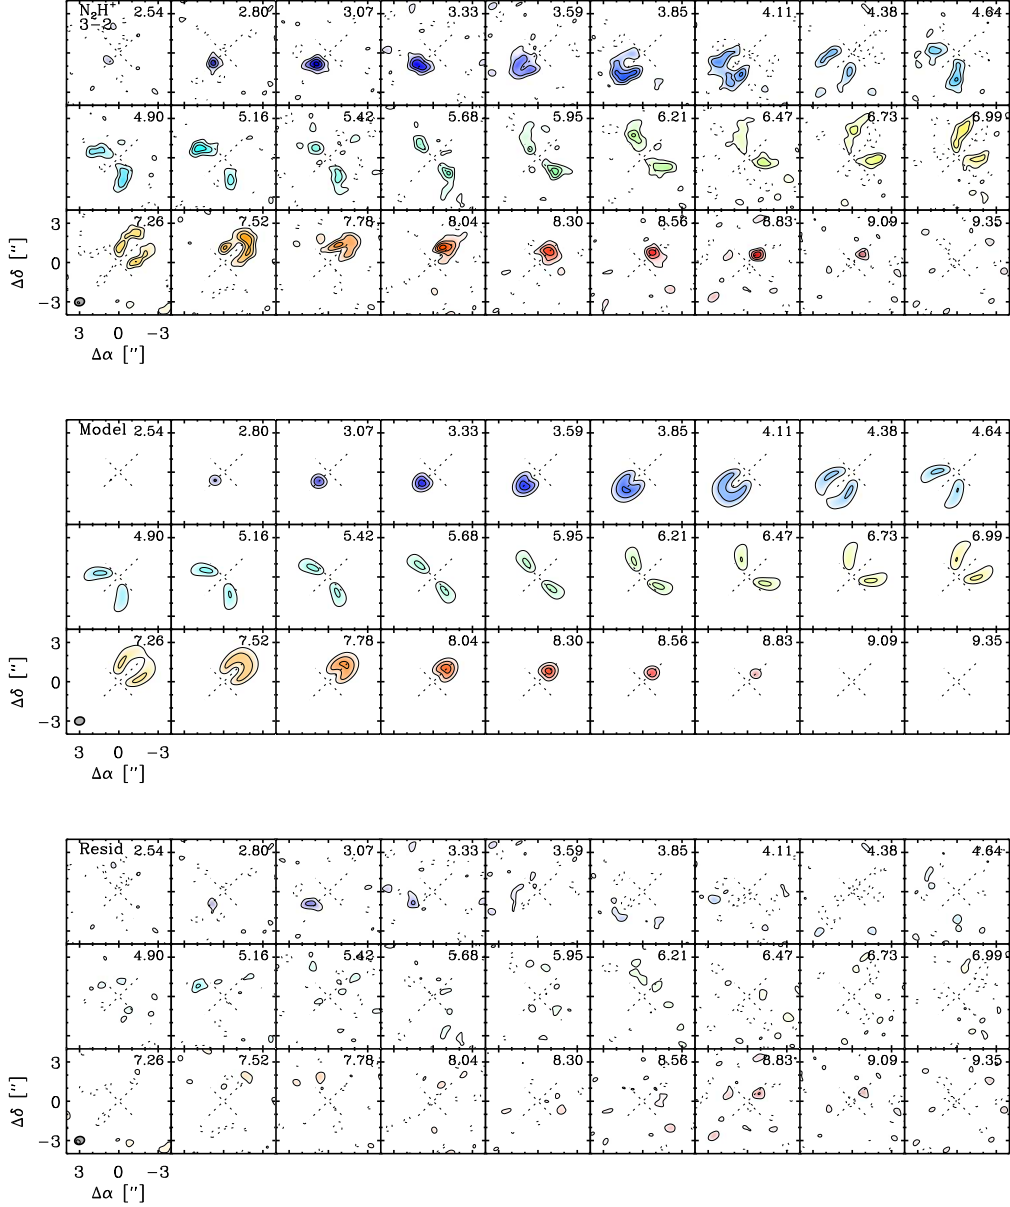 N₂H⁺ 2.54 2.80 3.07 3.33 3.59 3.85 4.11 4.38 4.64
3−2
4.90 5.16 5.42 5.68 5.95 6.21 6.47 6.73 6.99
3 7.26 7.52 7.78 8.04 8.30 8.56 8.83 9.09 9.35
0
Δδ ["]
−3
3 0 −3
Δα ["]
Model 2.54 2.80 3.07 3.33 3.59 3.85 4.11 4.38 4.64
4.90 5.16 5.42 5.68 5.95 6.21 6.47 6.73 6.99
3 7.26 7.52 7.78 8.04 8.30 8.56 8.83 9.09 9.35
0
Δδ ["]
−3
3 0 −3
Δα ["]
Resid 2.54 2.80 3.07 3.33 3.59 3.85 4.11 4.38 4.64
4.90 5.16 5.42 5.68 5.95 6.21 6.47 6.73 6.99
3 7.26 7.52 7.78 8.04 8.30 8.56 8.83 9.09 9.35
0
Δδ ["]
−3
3 0 −3
Δα ["]